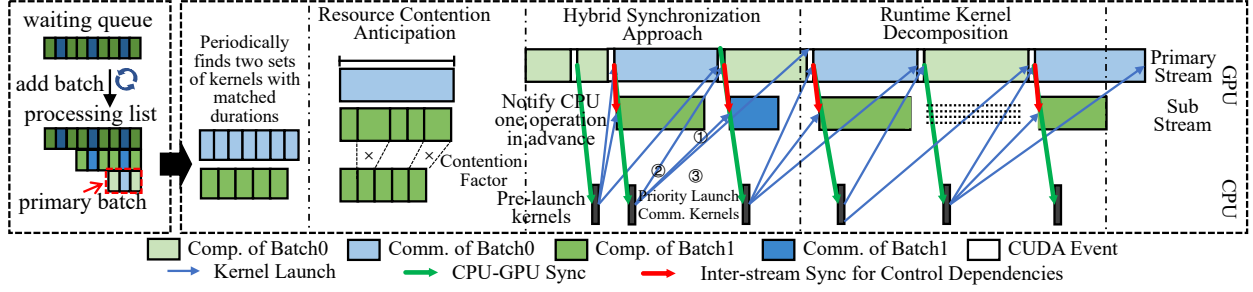 waiting queue
add batch
processing list
primary batch
Periodically
finds two sets
of kernels with
matched
durations
Resource Contention
Anticipation
×
×
Contention
Factor
Hybrid Synchronization
Approach
Notify CPU
one operation
in advance
Pre-launch
kernels
①
②
③
Priority Launch
Comm. Kernels
Runtime Kernel
Decomposition
Primary
Stream
Sub
Stream
GPU
CPU
Comp. of Batch0
Comm. of Batch0
Comp. of Batch1
Comm. of Batch1
CUDA Event
Kernel Launch
CPU-GPU Sync
Inter-stream Sync for Control Dependencies